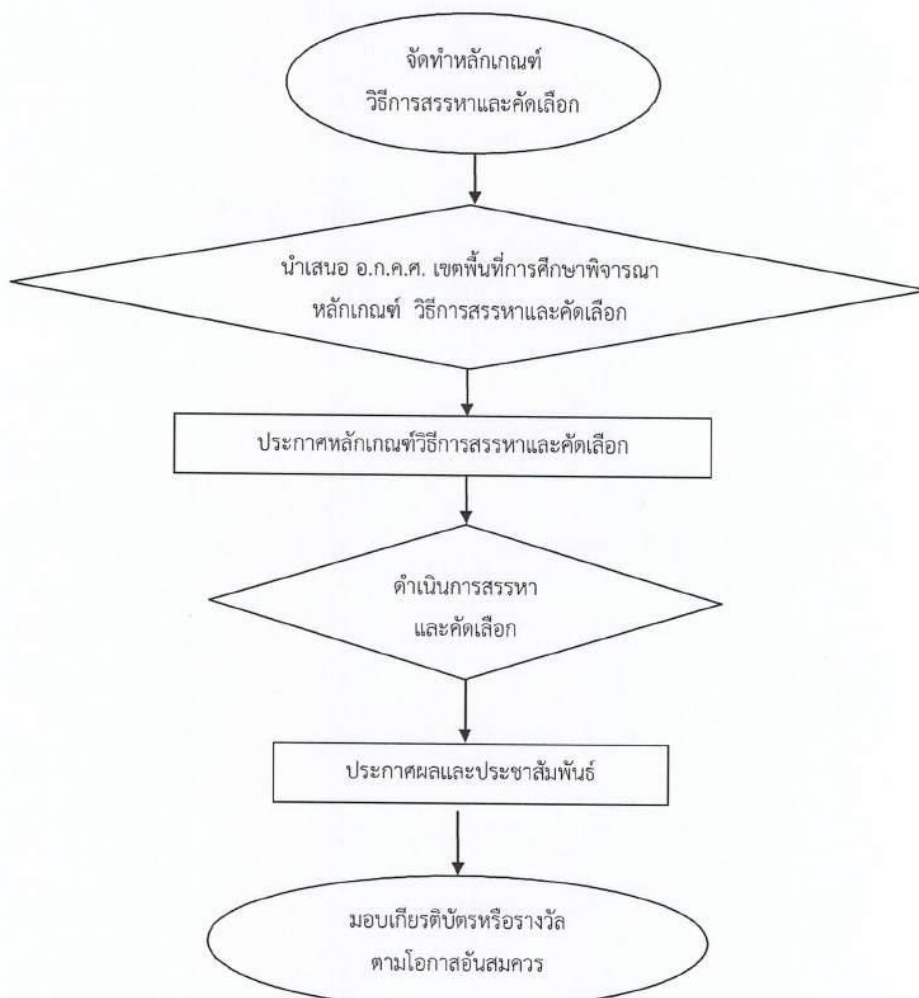 จัดทำหลักเกณฑ์
วิธีการสรรหาและคัดเลือก
นำเสนอ อ.ก.ค.ศ. เขตพื้นที่การศึกษาพิจารณา
หลักเกณฑ์ วิธีการสรรหาและคัดเลือก
ประกาศหลักเกณฑ์วิธีการสรรหาและคัดเลือก
ดำเนินการสรรหา
และคัดเลือก
ประกาศผลและประชาสัมพันธ์
มอบเกียรติบัตรหรือรางวัล
ตามโอกาสอันสมควร